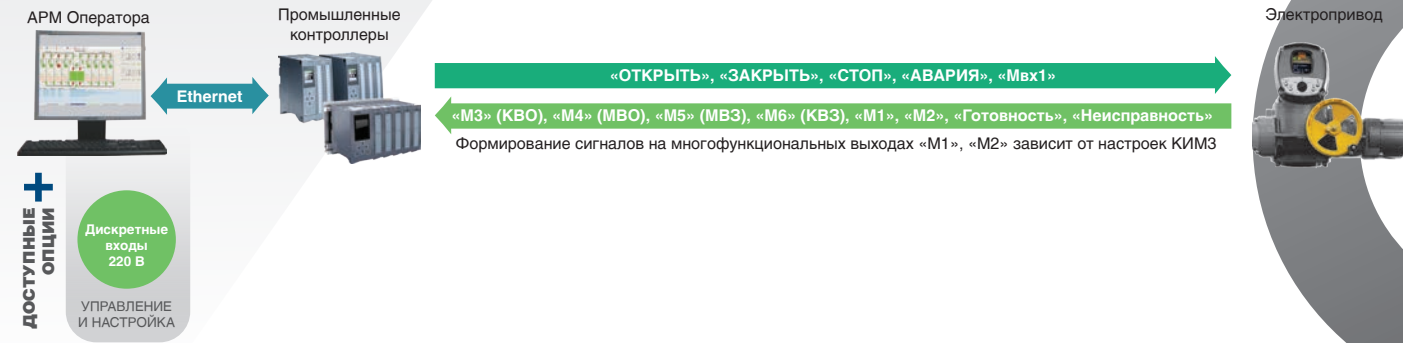 АРМ Оператора
Промышленные
контроллеры
Электропривод
Ethernet
«ОТКРЫТЬ», «ЗАКРЫТЬ», «СТОП», «АВАРИЯ», «Мвх1»
«М3» (КВО), «М4» (МВО), «М5» (МВЗ), «М6» (КВЗ), «М1», «М2», «Готовность», «Неисправность»
Формирование сигналов на многофункциональных выходах «М1», «М2» зависит от настроек КИМ3
ДОСТУПНЫЕ
ОПЦИИ
Дискретные
входы
220 В
УПРАВЛЕНИЕ
И НАСТРОЙКА